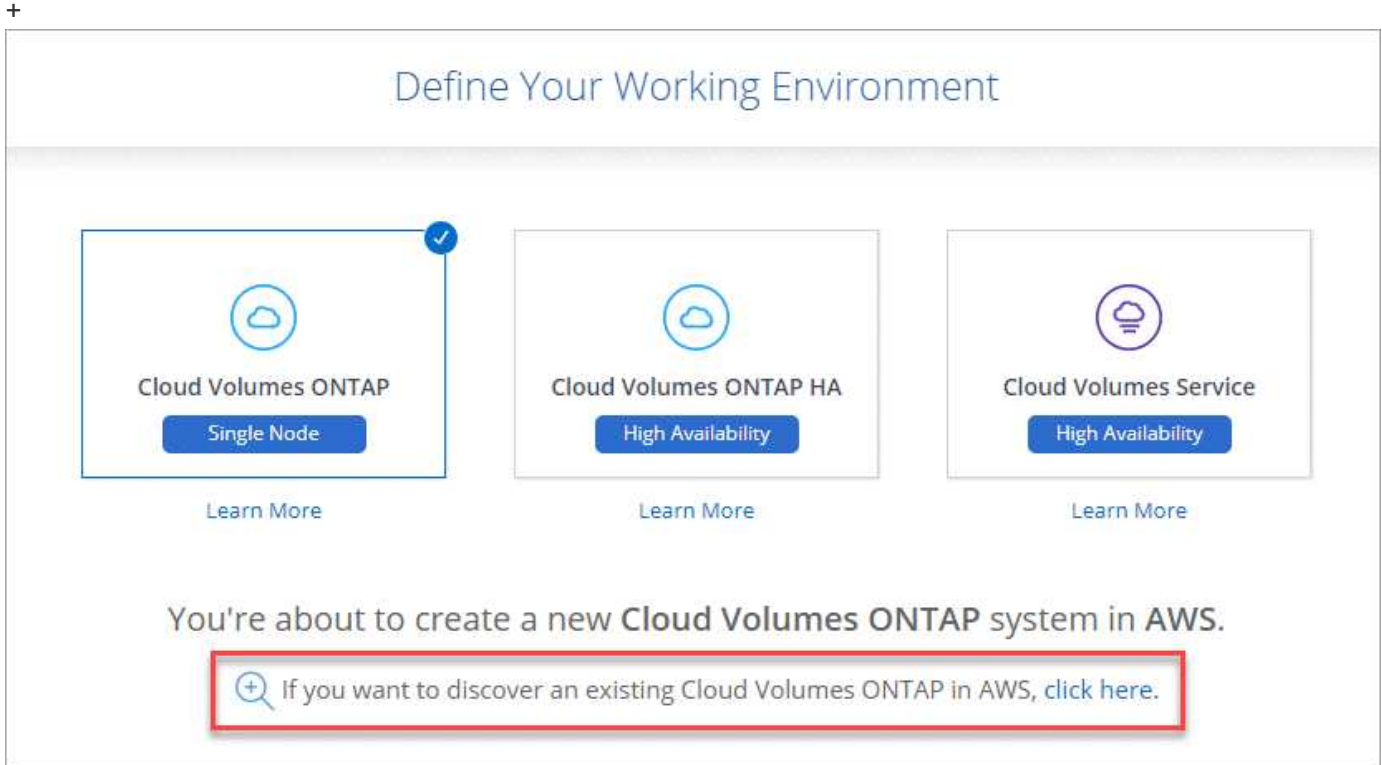 +
Define Your Working Environment
Cloud Volumes ONTAP
Single Node
Learn More
Cloud Volumes ONTAP HA
High Availability
Learn More
Cloud Volumes Service
High Availability
Learn More
You're about to create a new Cloud Volumes ONTAP system in AWS.
If you want to discover an existing Cloud Volumes ONTAP in AWS, click here.